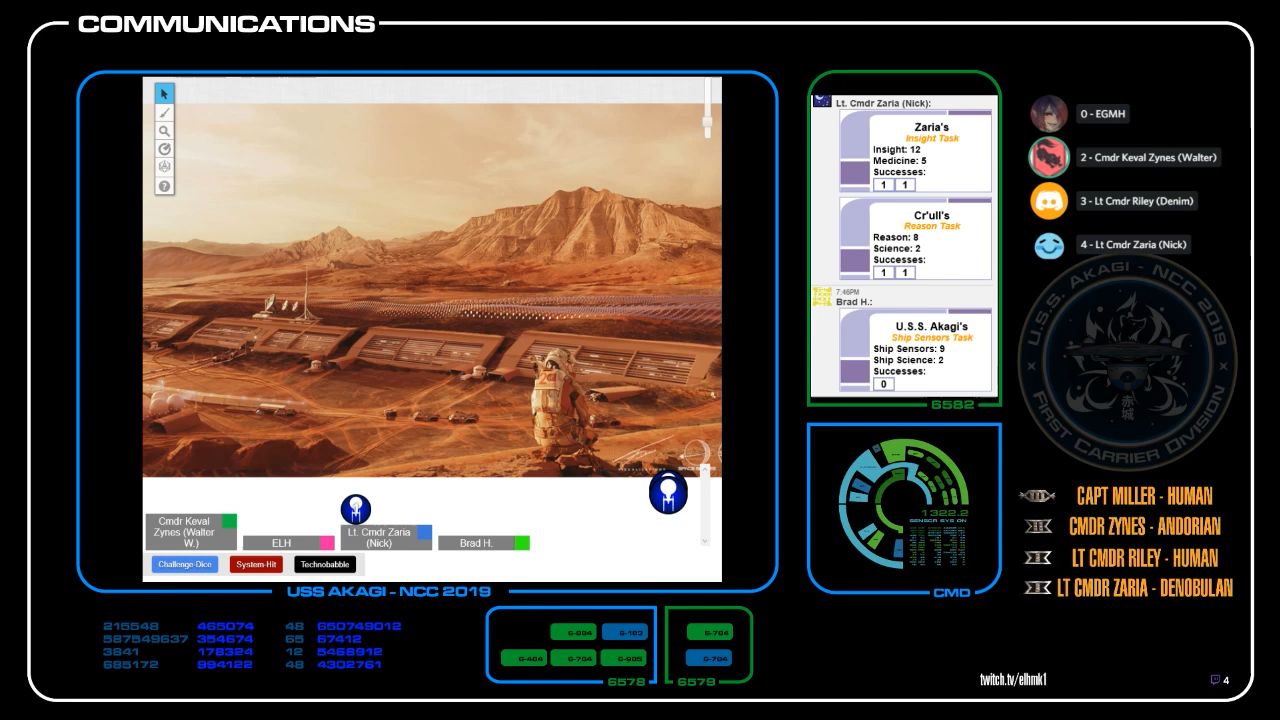 COMMUNICATIONS
Lt. Cmdr Zaria (Nick):
Zaria's
Insight Task
Insight: 12
Medicine: 5
Successes:
1 1
Cr'ull's
Reason Task
Reason: 8
Science: 2
Successes:
1 1
7:46PM
Brad H.:
U.S.S. Akagi's
Ship Sensors Task
Ship Sensors: 9
Ship Science: 2
Successes:
0
6582
0 - EGMH
2 - Cmdr Keval Zynes (Walter)
3 - Lt Cmdr Riley (Denim)
4 - Lt Cmdr Zaria (Nick)
U.S.S. AKAGI - NCC 2019
赤城
FIRST CARRIER DIVISION
CAPT MILLER - HUMAN
CMDR ZYNES - ANDORIAN
LT CMDR RILEY - HUMAN
LT CMDR ZARIA - DENOBULAN
1322.2
SENSOR SYS ON
CMD
Cmdr Keval
Zynes (Walter
W.)
ELH
Lt. Cmdr Zaria
(Nick)
Brad H.
Challenge-Dice
System-Hit
Technobabble
USS AKAGI - NCC 2019
215548 465074 48 650749012
587549637 354674 65 67412
3841 178324 12 5468912
685172 994122 48 4302761
6578
6579
twitch.tv/elhmk1
4